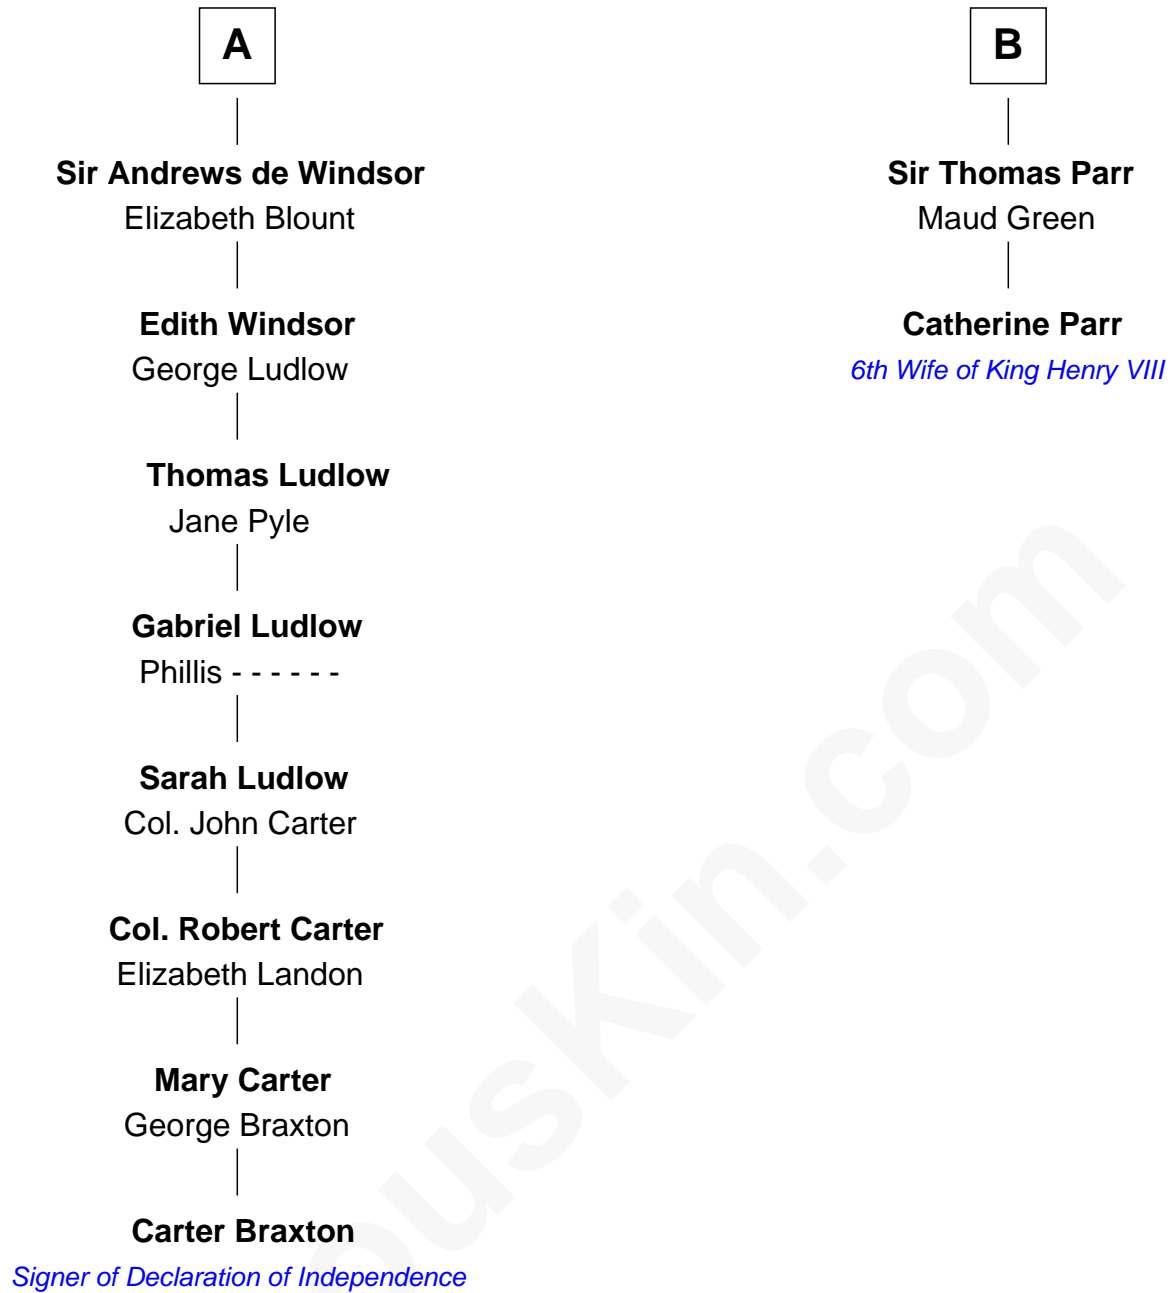 A
Sir Andrews de Windsor
Elizabeth Blount
Edith Windsor
George Ludlow
Thomas Ludlow
Jane Pyle
Gabriel Ludlow
Phillis - - - - - -
Sarah Ludlow
Col. John Carter
Col. Robert Carter
Elizabeth Landon
Mary Carter
George Braxton
Carter Braxton
Signer of Declaration of Independence
B
Sir Thomas Parr
Maud Green
Catherine Parr
6th Wife of King Henry VIII
ousKin.com